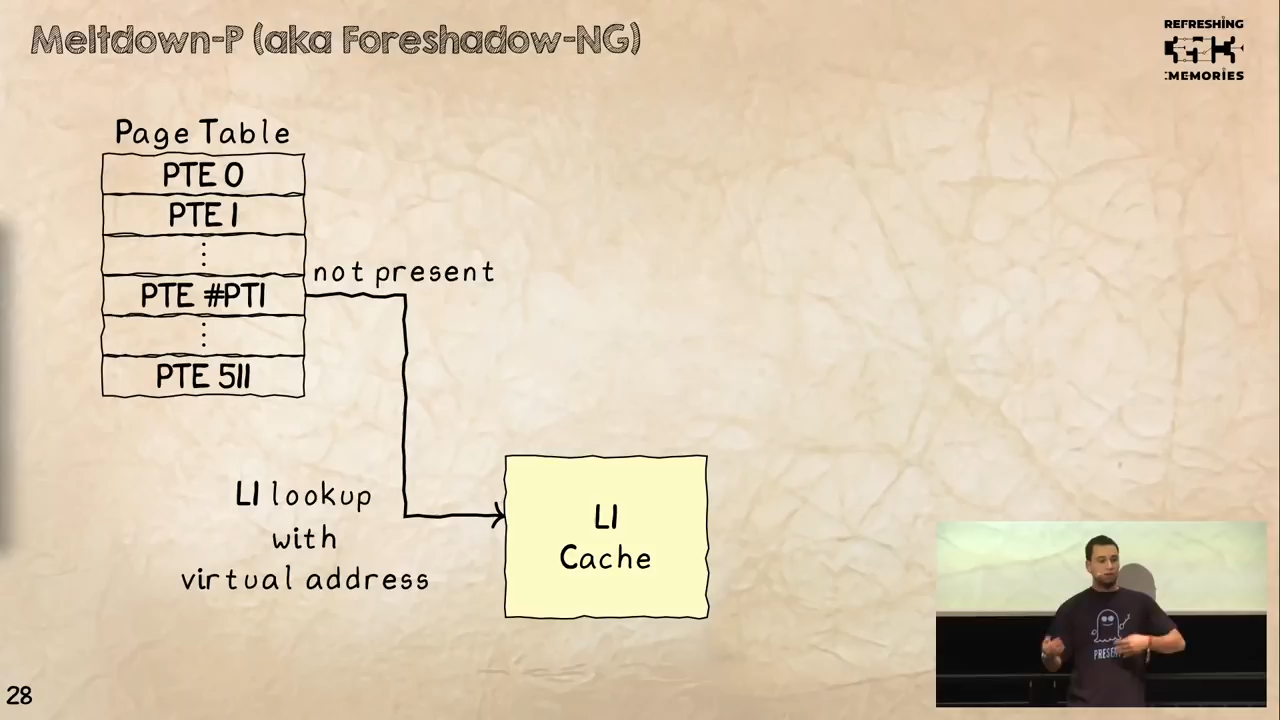 Meltdown-P (aka Foreshadow-NG)
REFRESHING
:MEMORIES
Page Table
PTE 0
PTE 1
⋮
not present
PTE #PTI
⋮
PTE 511
L1 lookup
with
virtual address
L1
Cache
28